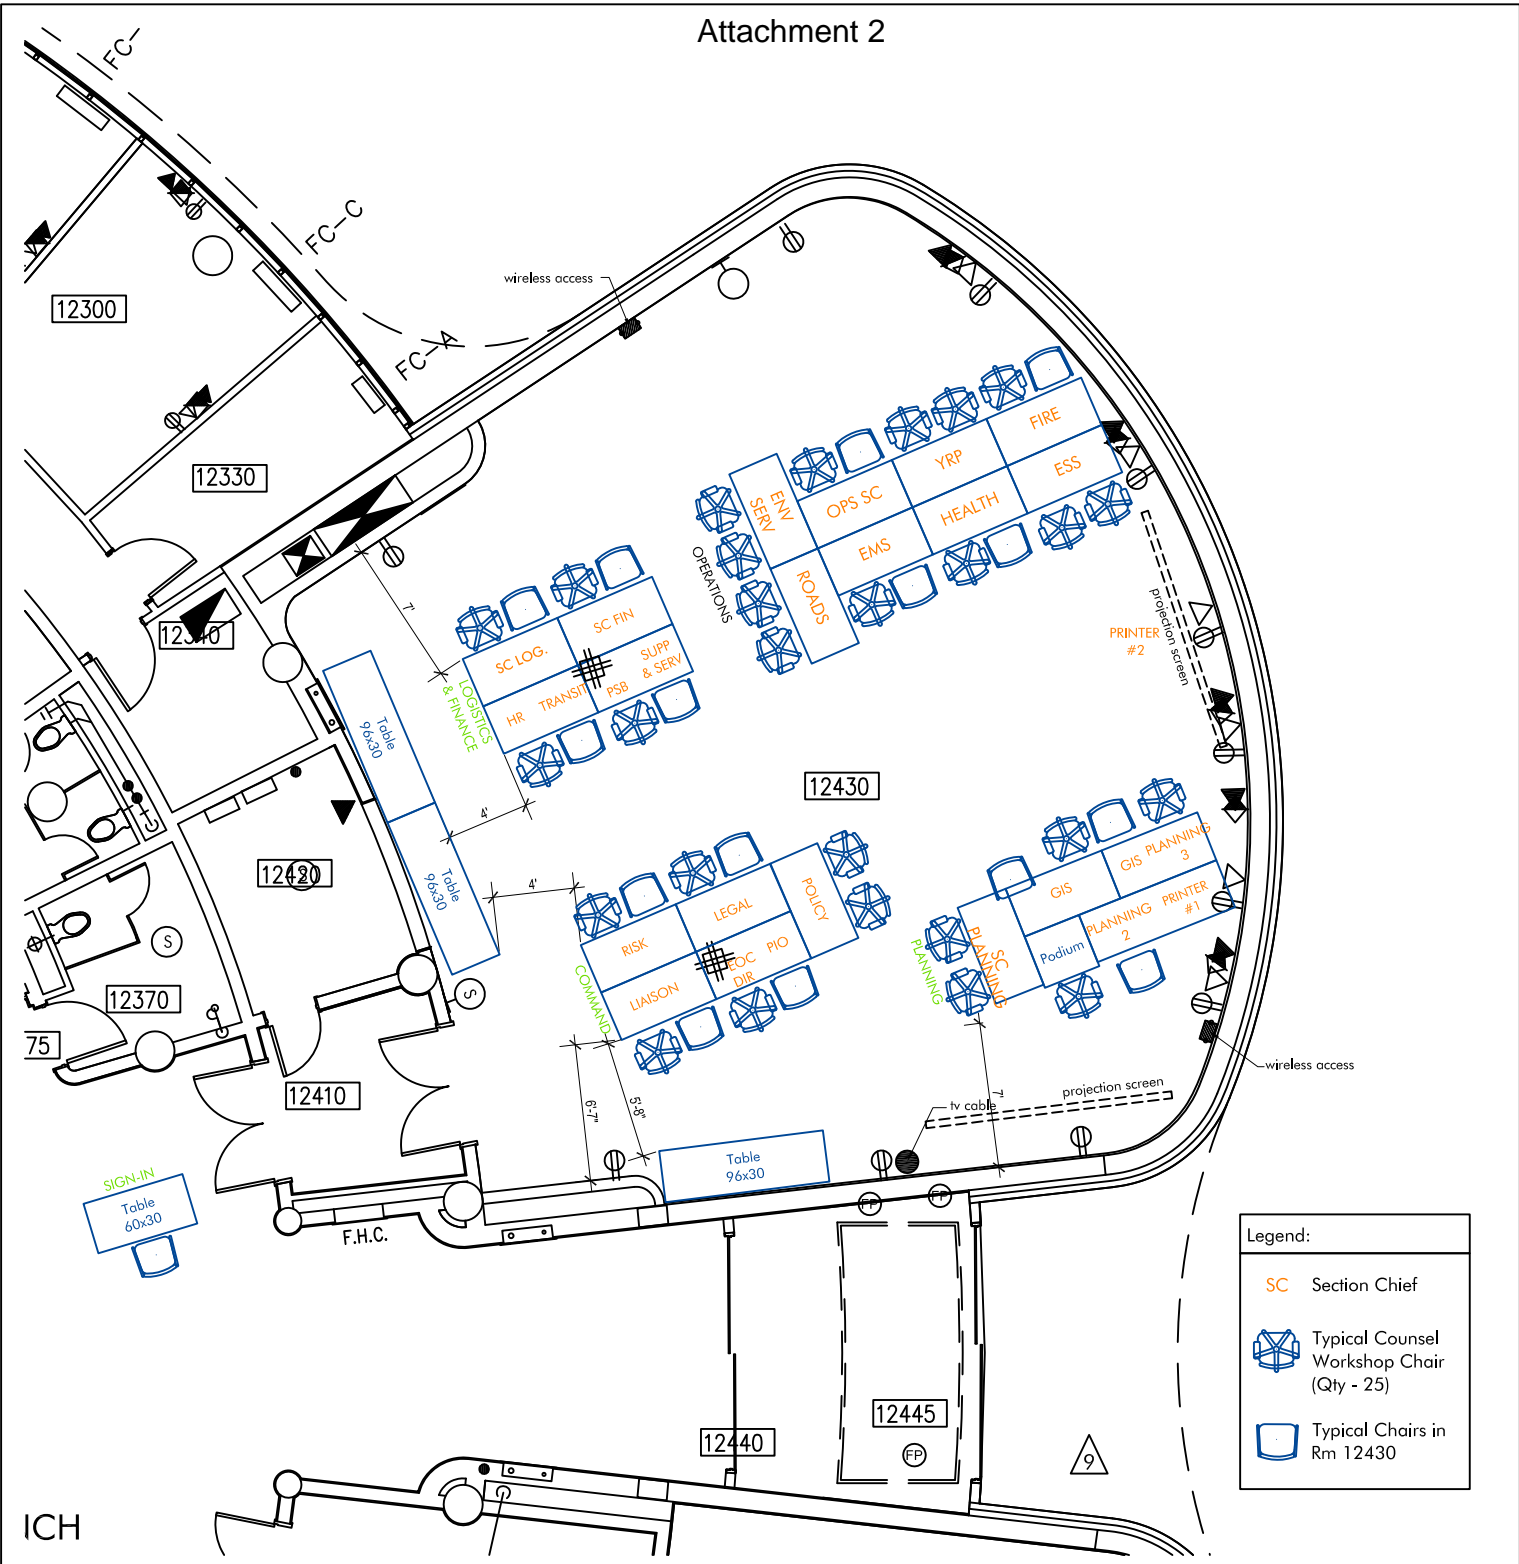 Attachment 2
FC-
FC-C
FC-A
wireless access
12300
12330
12340
7'
LOGISTICS
& FINANCE
SC LOG.
SC FIN
HR
TRANSIT
PSB
SUPP
& SERV
OPERATIONS
ENV
SERV
ROADS
OPS SC
YRP
FIRE
EMS
HEALTH
ESS
PRINTER
#2
projection screen
Table
96x30
Table
96x30
4'
4'
12430
12420
S
12370
75
S
12410
COMMAND
RISK
LEGAL
POLICY
LIAISON
EOC
DIR
PIO
PLANNING
SC
PLANNING
GIS
GIS
PLANNING
3
Podium
PLANNING
2
PRINTER
#1
6'-7"
5'-8"
7'
tv cable
projection screen
wireless access
Table
96x30
SIGN-IN
Table
60x30
F.H.C.
FP
FP
12440
12445
FP
9
ICH
Legend:
SC Section Chief
Typical Counsel
Workshop Chair
(Qty - 25)
Typical Chairs in
Rm 12430